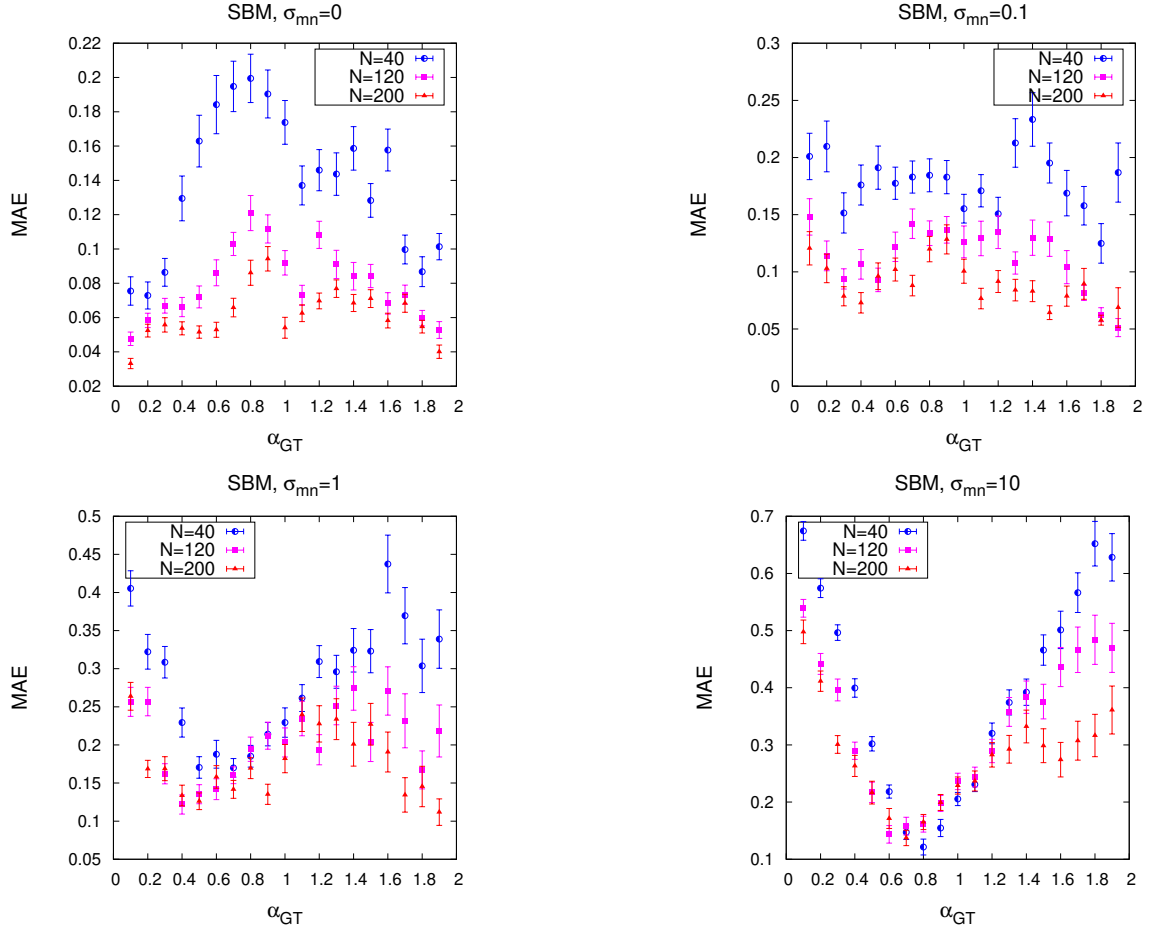 SBM, σmn=0
0.22
0.2
0.18
0.16
0.14
0.12
0.1
0.08
0.06
0.04
0.02
MAE
N=40
N=120
N=200
0 0.2 0.4 0.6 0.8 1 1.2 1.4 1.6 1.8 2
αGT
SBM, σmn=0.1
0.3
0.25
0.2
0.15
0.1
0.05
0
MAE
N=40
N=120
N=200
0 0.2 0.4 0.6 0.8 1 1.2 1.4 1.6 1.8 2
αGT
SBM, σmn=1
0.5
0.45
0.4
0.35
0.3
0.25
0.2
0.15
0.1
0.05
MAE
N=40
N=120
N=200
0 0.2 0.4 0.6 0.8 1 1.2 1.4 1.6 1.8 2
αGT
SBM, σmn=10
0.7
0.6
0.5
0.4
0.3
0.2
0.1
MAE
N=40
N=120
N=200
0 0.2 0.4 0.6 0.8 1 1.2 1.4 1.6 1.8 2
αGT